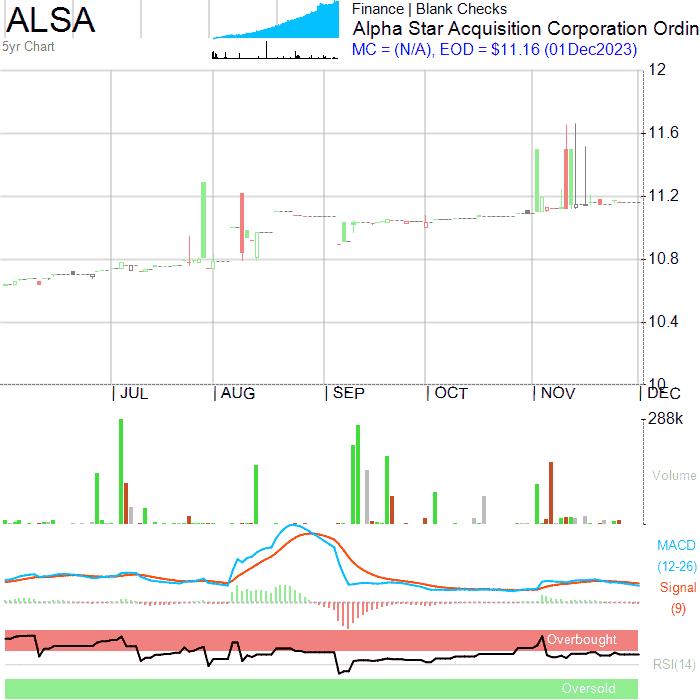 ALSA
5yr Chart
Finance | Blank Checks
Alpha Star Acquisition Corporation Ordin
MC = (N/A), EOD = $11.16 (01Dec2023)
12
11.6
11.2
10.8
10.4
10
JUL
AUG
SEP
OCT
NOV
DEC
288k
Volume
MACD
(12-26)
Signal
(9)
Overbought
RSI(14)
Oversold